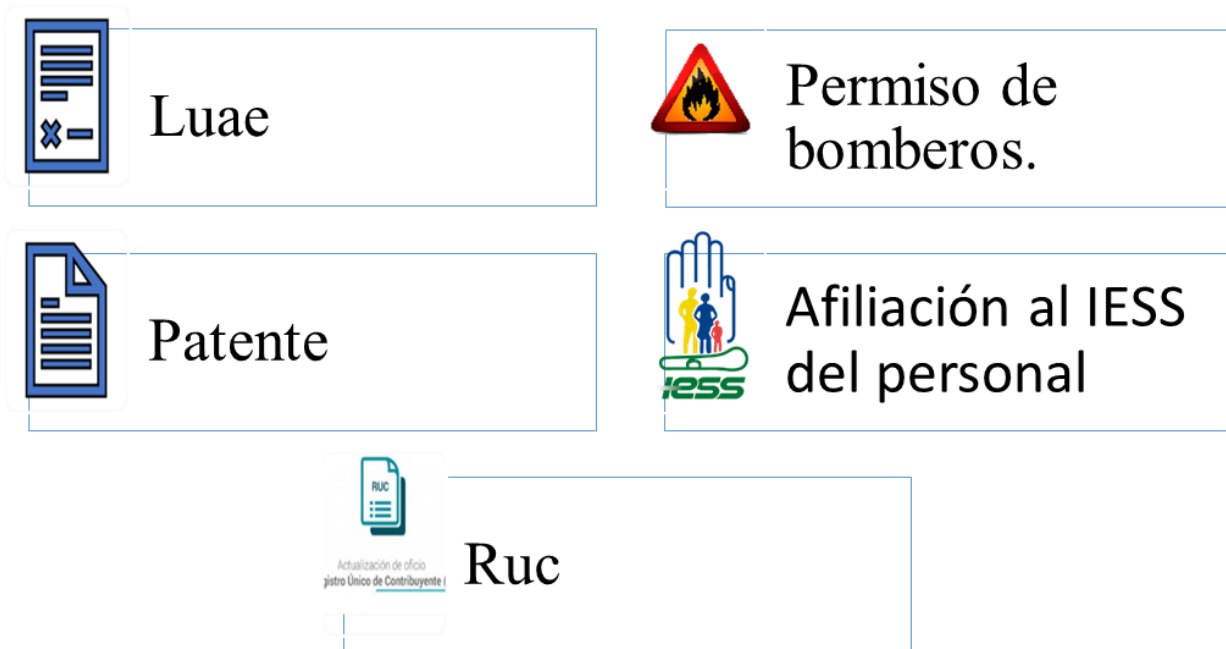 Luae
Permiso de
bomberos.
Patente
IESS
Afiliación al IESS
del personal
RUC
Actualización de oficio
gistro Único de Contribuyente (
Ruc